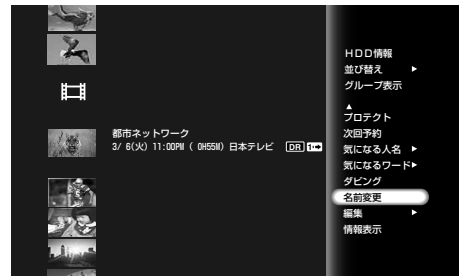 HDD情報
並び替え ▶
グループ表示
▲
プロテクト
次回予約
気になる人名 ▶
気になるワード▶
ダビング
名前変更
編集 ▶
情報表示
都市ネットワーク
3/ 6(火) 11:00PM ( 0H55M) 日本テレビ DR 1➡